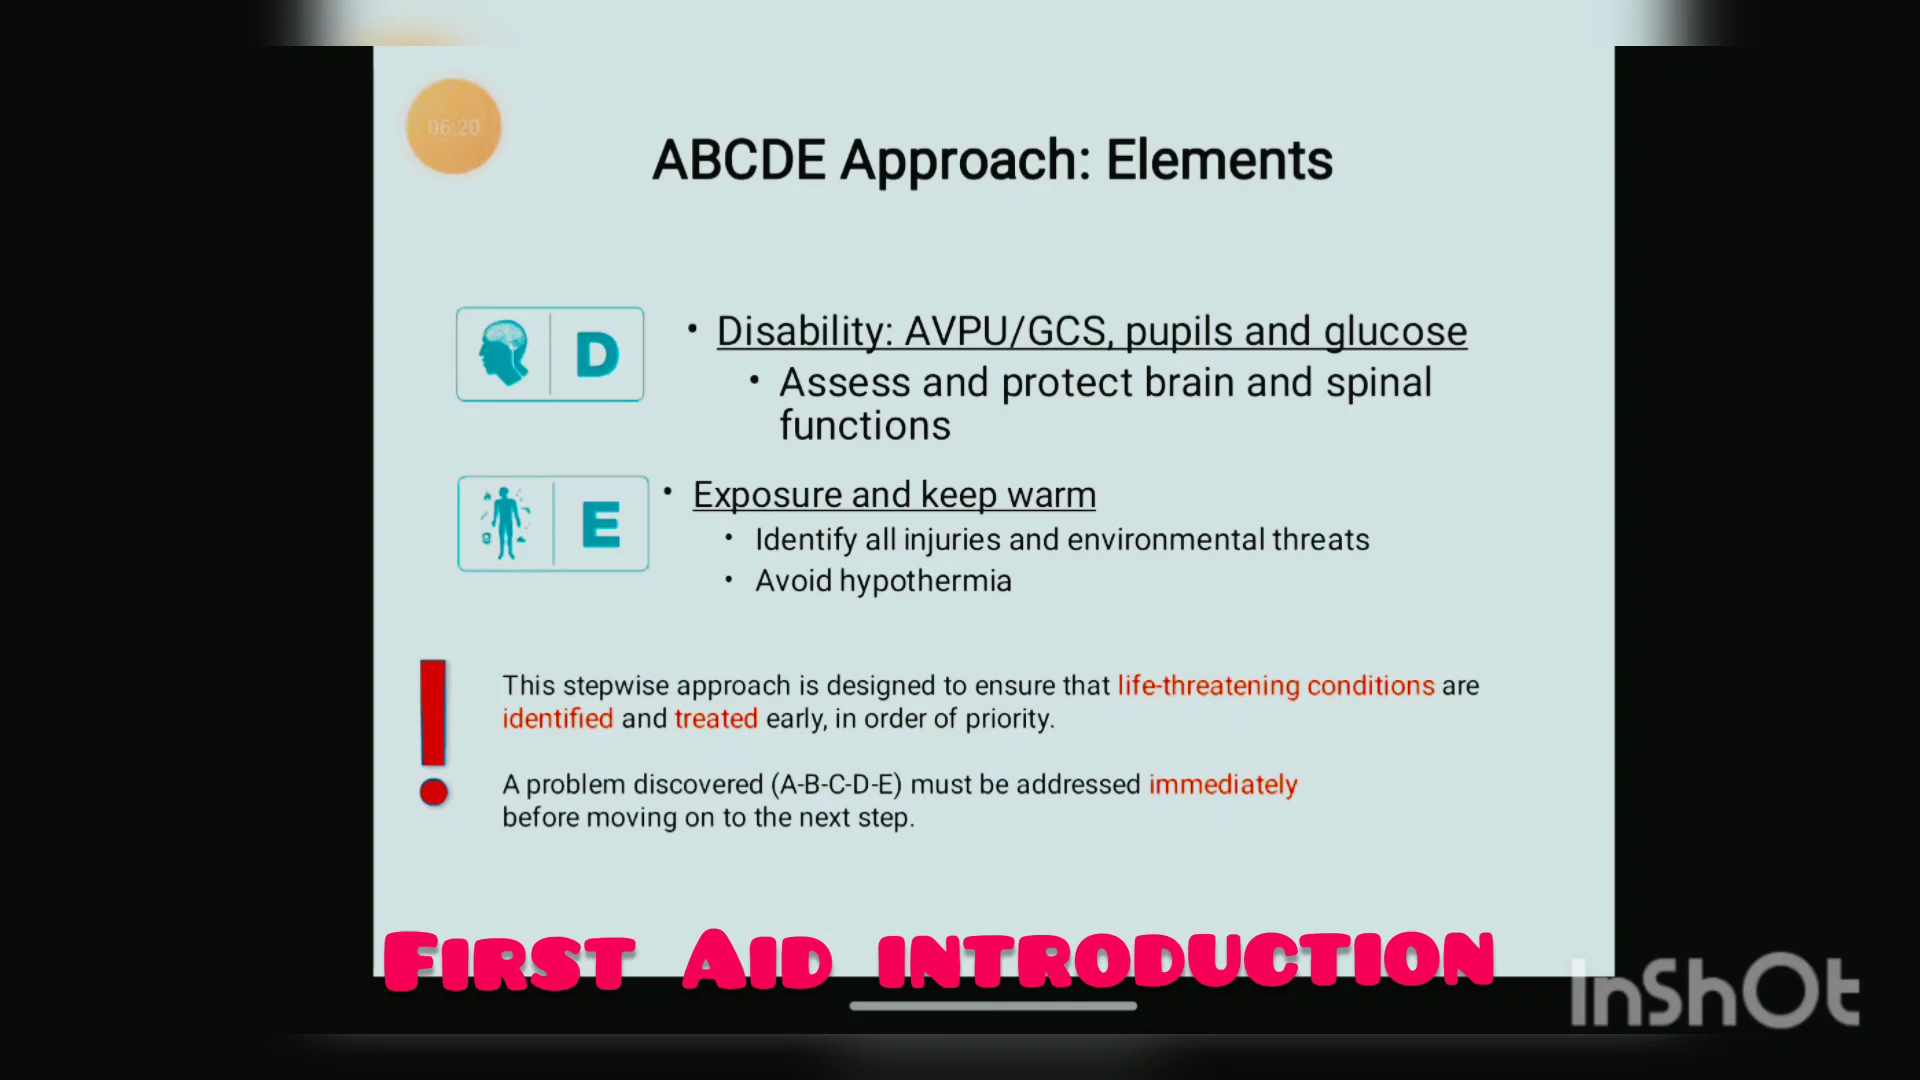 06:20
ABCDE Approach: Elements
D
• Disability: AVPU/GCS, pupils and glucose
• Assess and protect brain and spinal
functions
E
• Exposure and keep warm
• Identify all injuries and environmental threats
• Avoid hypothermia
! This stepwise approach is designed to ensure that life-threatening conditions are
identified and treated early, in order of priority.
A problem discovered (A-B-C-D-E) must be addressed immediately
before moving on to the next step.
FIRST AID INTRODUCTION
InShOt